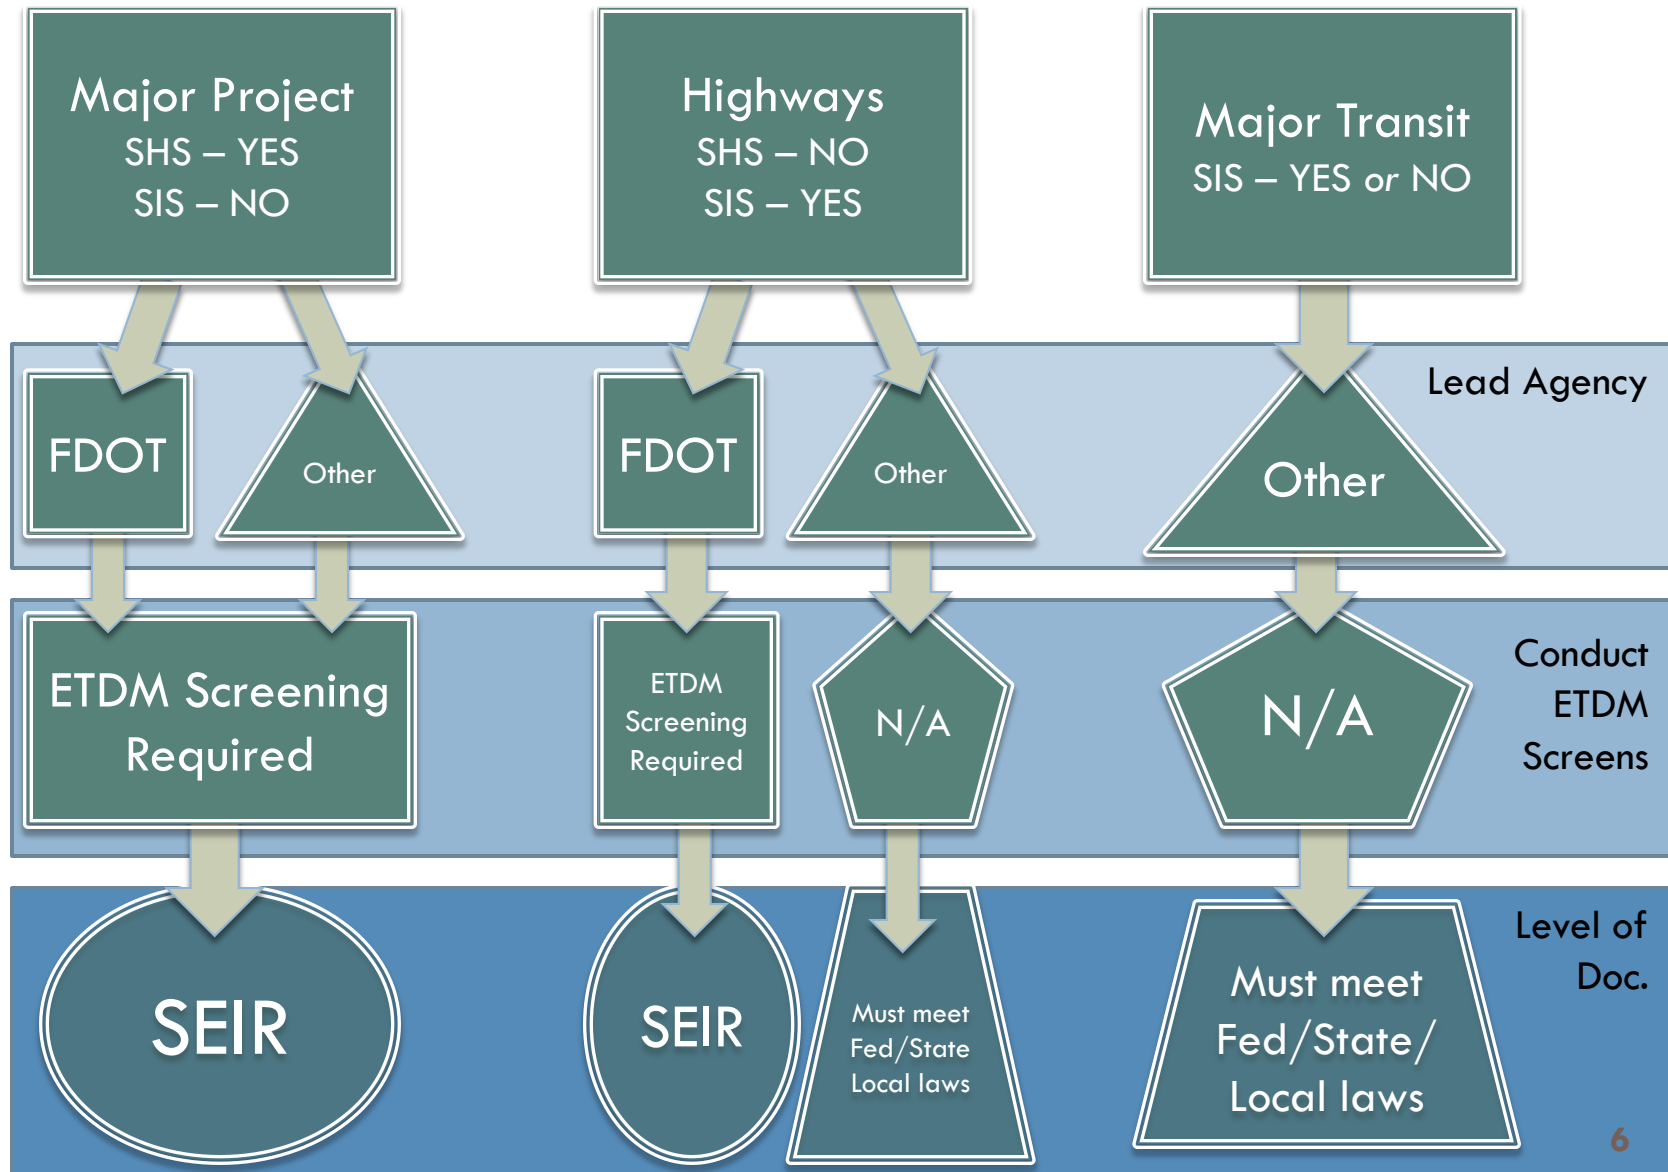 Major Project
SHS – YES
SIS – NO
Highways
SHS – NO
SIS – YES
Major Transit
SIS – YES or NO
Lead Agency
FDOT
Other
FDOT
Other
Other
Conduct
ETDM
Screens
ETDM Screening
Required
ETDM
Screening
Required
N/A
N/A
Level of
Doc.
SEIR
SEIR
Must meet
Fed/State
Local laws
Must meet
Fed/State/
Local laws
6